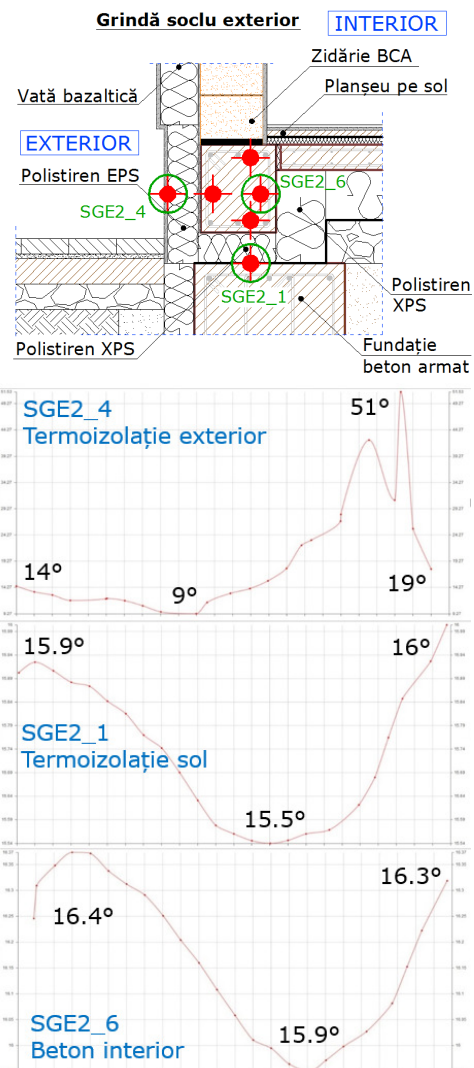 Grindă soclu exterior
INTERIOR
Zidărie BCA
Planșeu pe sol
Vată bazaltică
EXTERIOR
Polistiren EPS
SGE2_4
SGE2_6
SGE2_1
Polistiren XPS
Polistiren
XPS
Fundație
beton armat
SGE2_4
Termoizolație exterior
51°
14°
9°
19°
15.9°
16°
SGE2_1
Termoizolație sol
15.5°
16.3°
16.4°
SGE2_6
Beton interior
15.9°